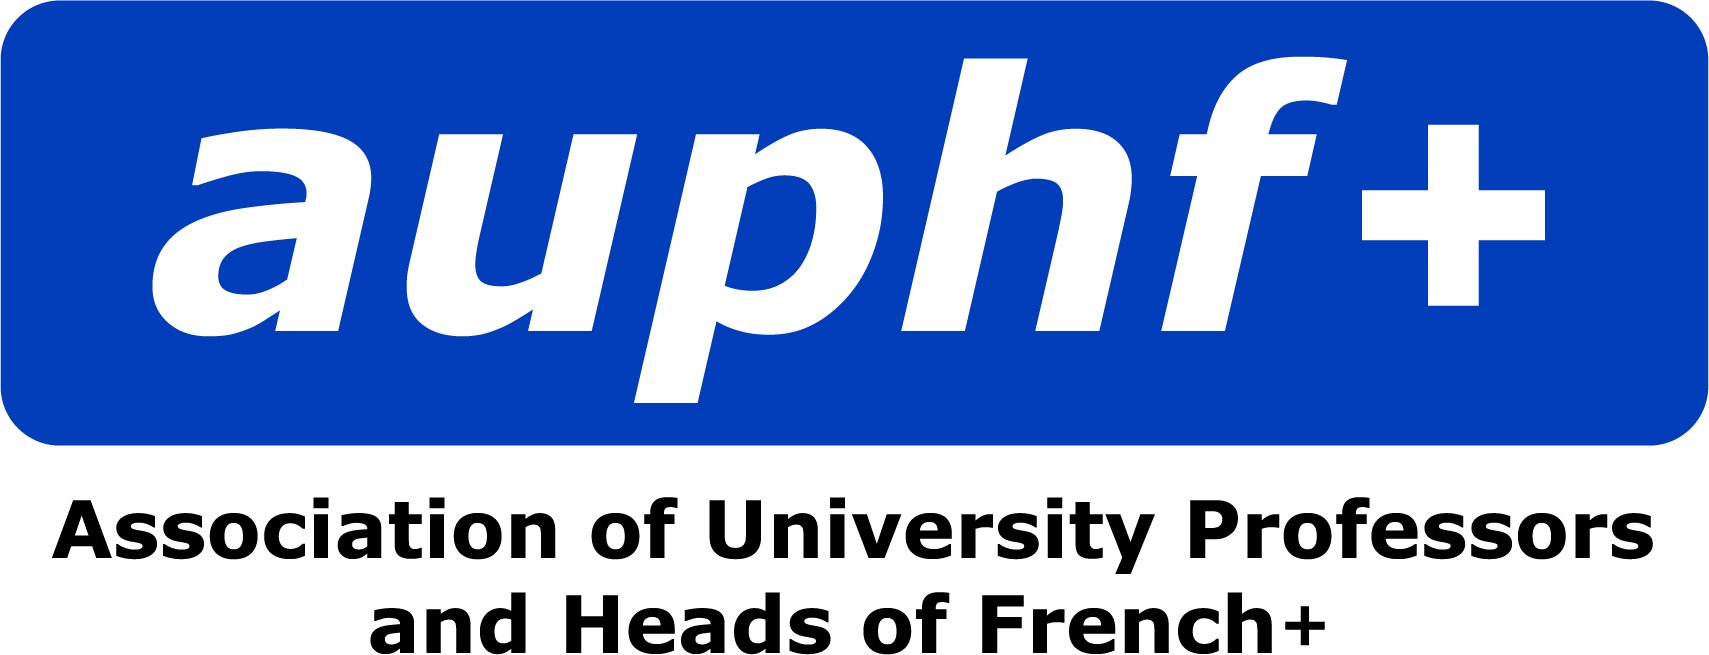 auphf+
Association of University Professors
and Heads of French+